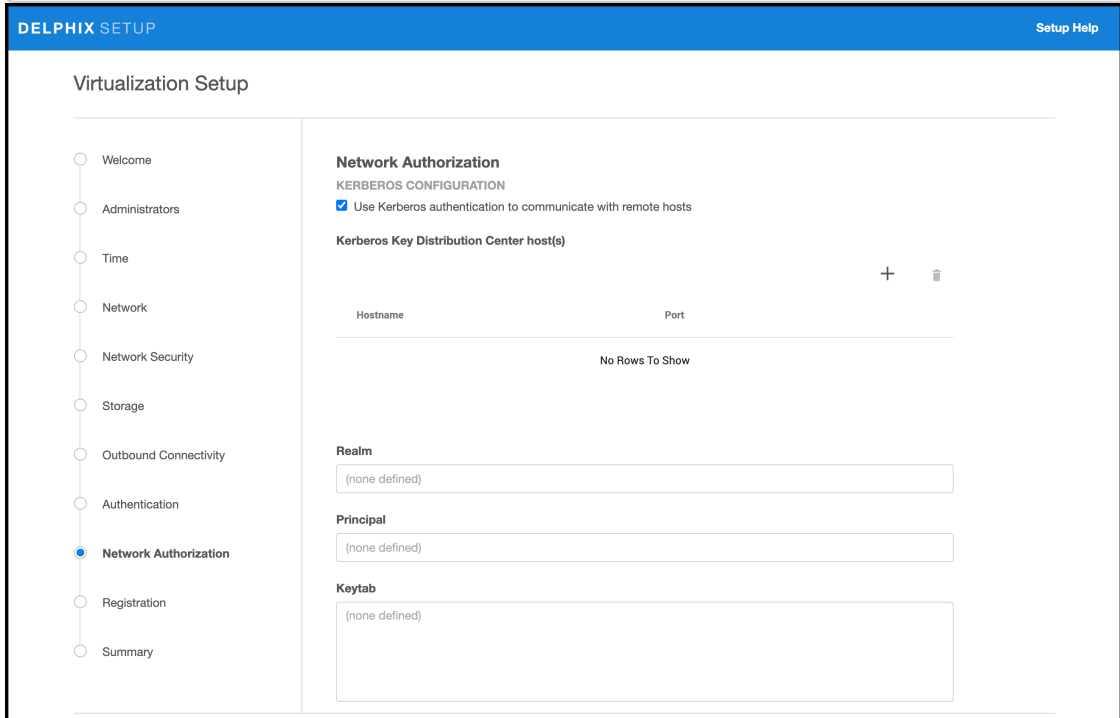 DELPHIX SETUP
Setup Help
Virtualization Setup
Welcome
Administrators
Time
Network
Network Security
Storage
Outbound Connectivity
Authentication
Network Authorization
Registration
Summary
Network Authorization
KERBEROS CONFIGURATION
Use Kerberos authentication to communicate with remote hosts
Kerberos Key Distribution Center host(s)
Hostname Port
No Rows To Show
Realm
(none defined)
Principal
(none defined)
Keytab
(none defined)